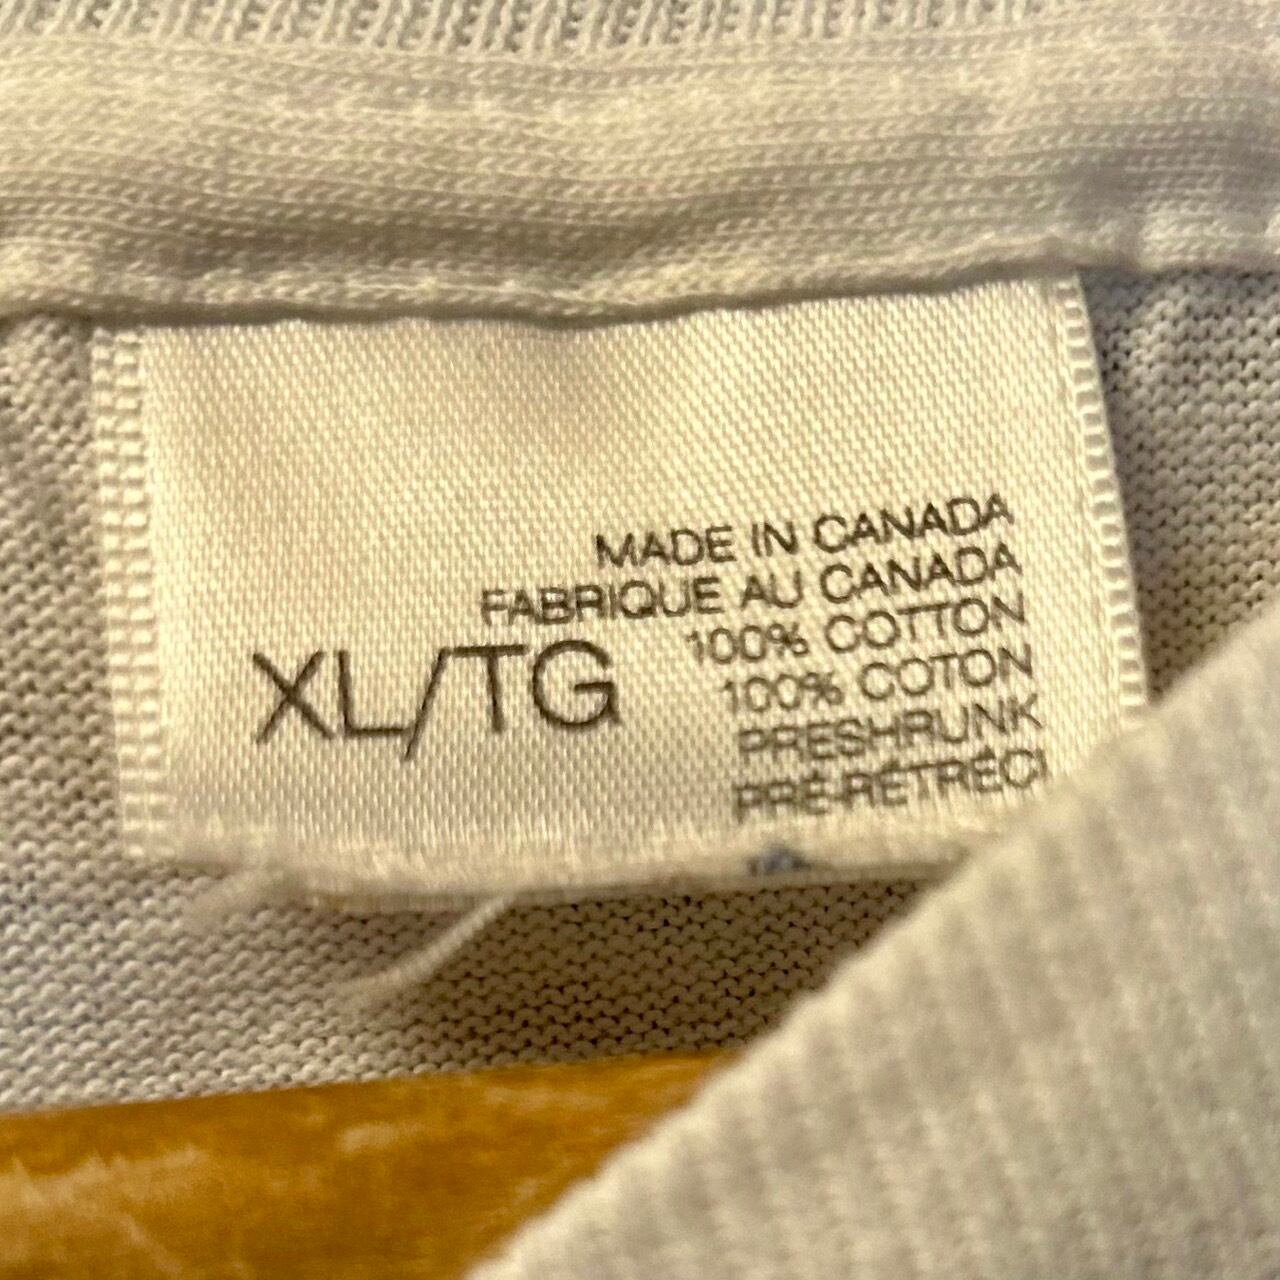 MADE IN CANADA
FABRIQUE AU CANADA
XL/TG
100% COTTON
100% COTON
PRESHRUNK
PRÉ-RÉTRÉCI